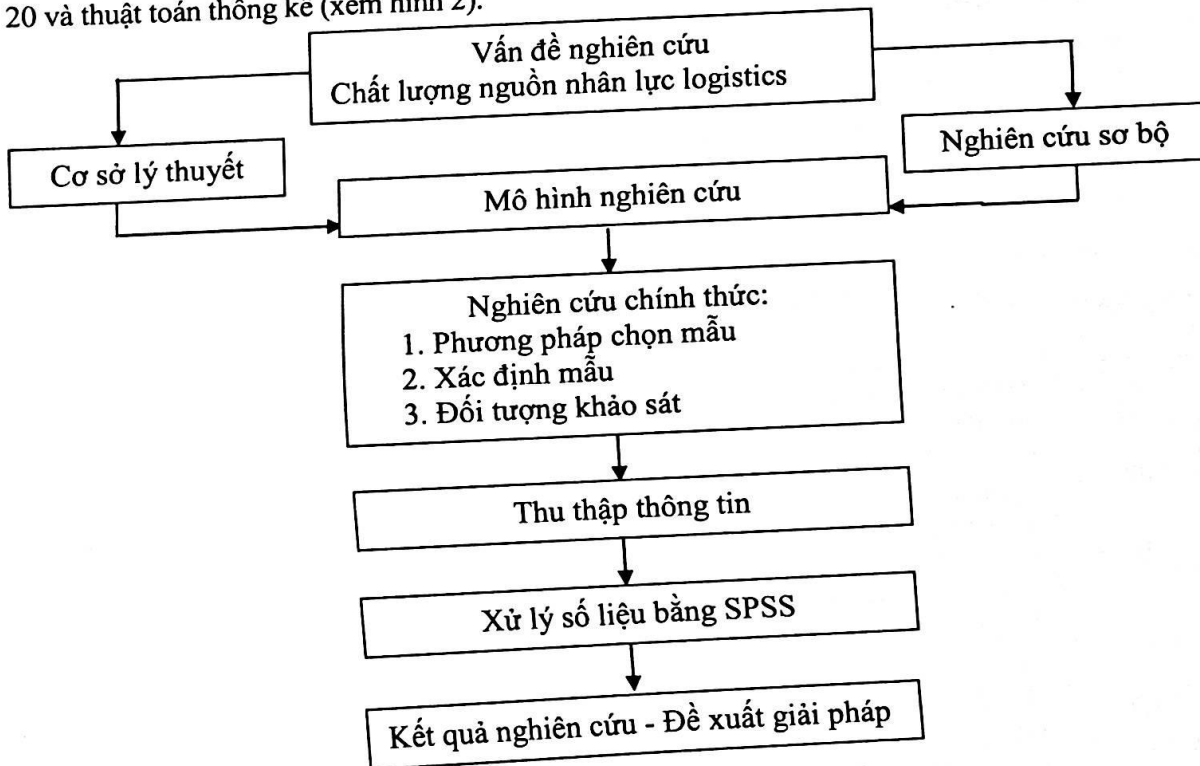 20 và thuật toán thống kê (xem hình 2).
Vấn đề nghiên cứu
Chất lượng nguồn nhân lực logistics
Cơ sở lý thuyết
Nghiên cứu sơ bộ
Mô hình nghiên cứu
Nghiên cứu chính thức:
1. Phương pháp chọn mẫu
2. Xác định mẫu
3. Đối tượng khảo sát
Thu thập thông tin
Xử lý số liệu bằng SPSS
Kết quả nghiên cứu - Đề xuất giải pháp